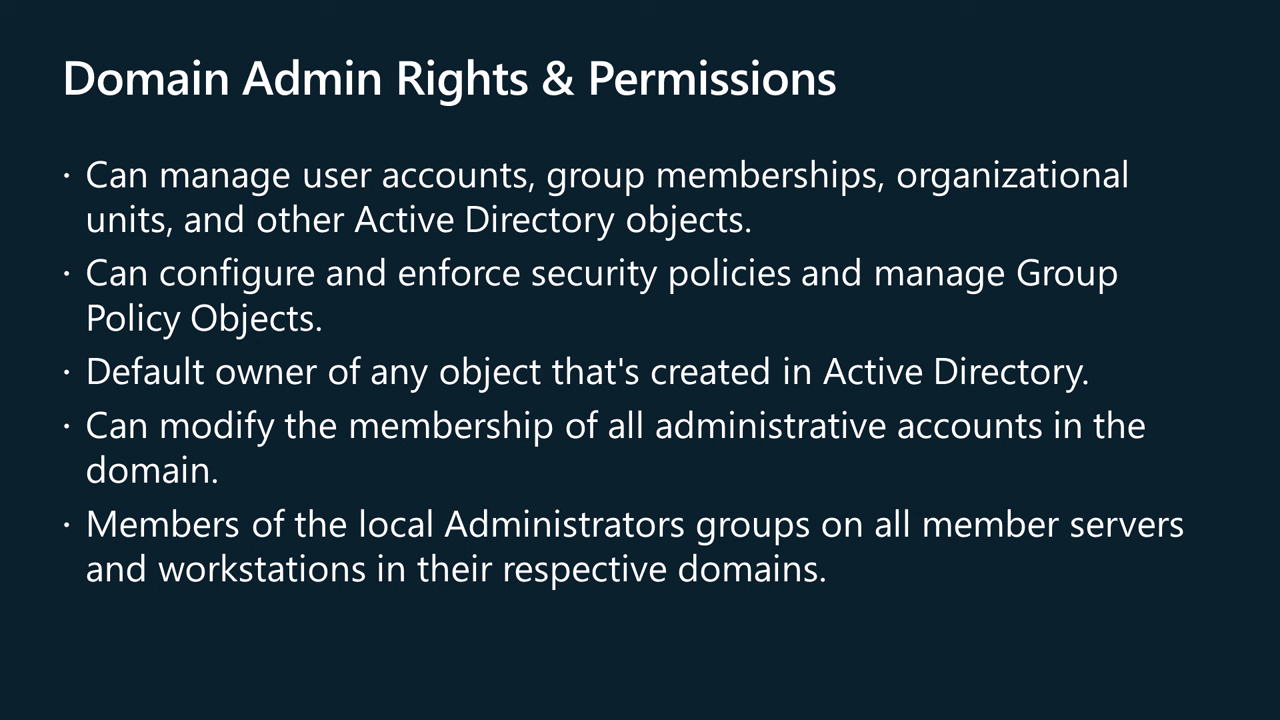 Domain Admin Rights & Permissions
· Can manage user accounts, group memberships, organizational
units, and other Active Directory objects.
· Can configure and enforce security policies and manage Group
Policy Objects.
· Default owner of any object that's created in Active Directory.
· Can modify the membership of all administrative accounts in the
domain.
· Members of the local Administrators groups on all member servers
and workstations in their respective domains.